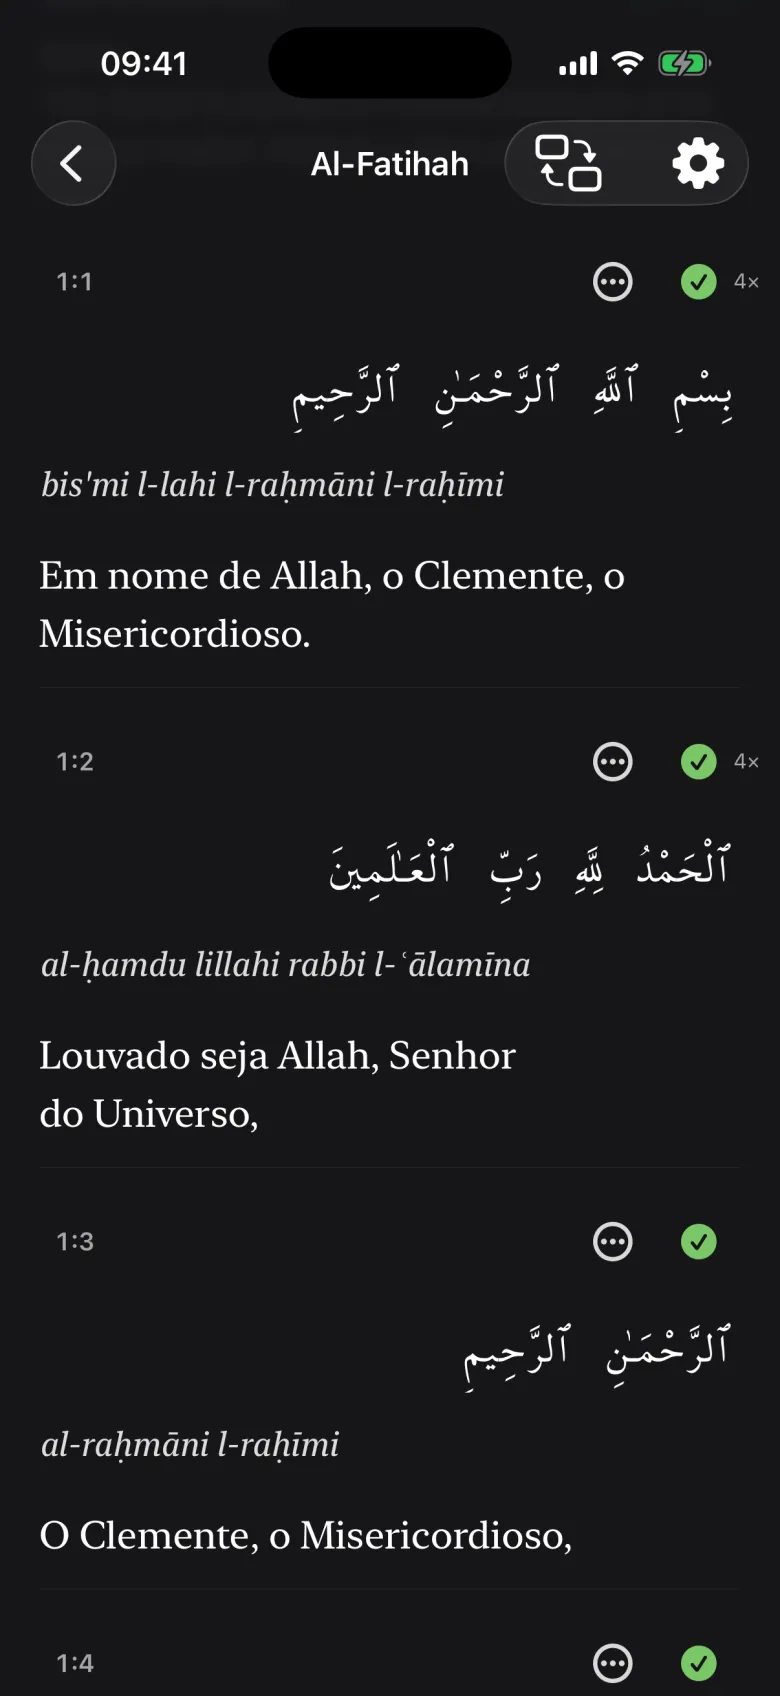 09:41
Al-Fatihah
1:1
4×
بِسْمِ ٱللَّهِ ٱلرَّحْمَـٰنِ ٱلرَّحِيمِ
bis'mi l-lahi l-raḥmāni l-raḥīmi
Em nome de Allah, o Clemente, o
Misericordioso.
1:2
4×
ٱلْحَمْدُ لِلَّهِ رَبِّ ٱلْعَـٰلَمِينَ
al-ḥamdu lillahi rabbi l-ʿālamīna
Louvado seja Allah, Senhor
do Universo,
1:3
ٱلرَّحْمَـٰنِ ٱلرَّحِيمِ
al-raḥmāni l-raḥīmi
O Clemente, o Misericordioso,
1:4